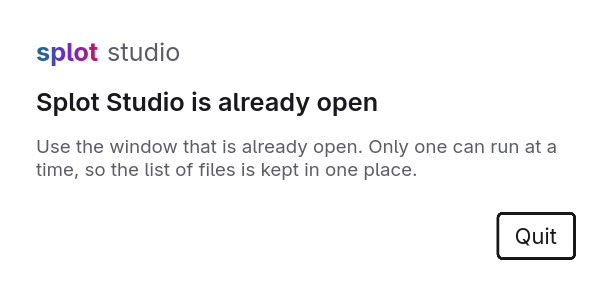 splot studio
Splot Studio is already open
Use the window that is already open. Only one can run at a
time, so the list of files is kept in one place.
Quit